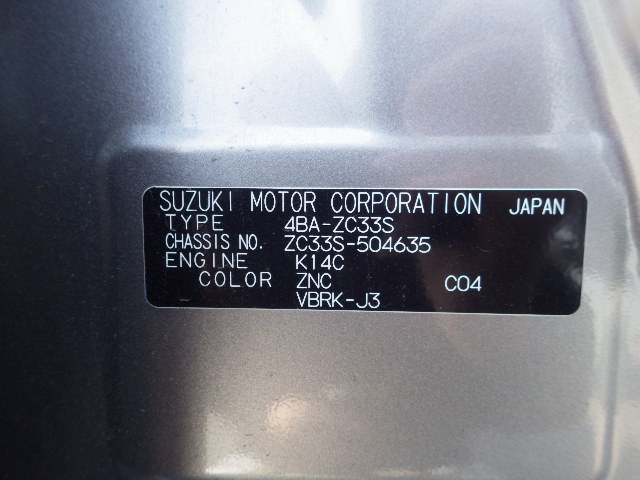 SUZUKI MOTOR CORPORATION JAPAN
TYPE 4BA-ZC33S
CHASSIS NO. ZC33S-504635
ENGINE K14C
COLOR ZNC C04
VBRK-J3